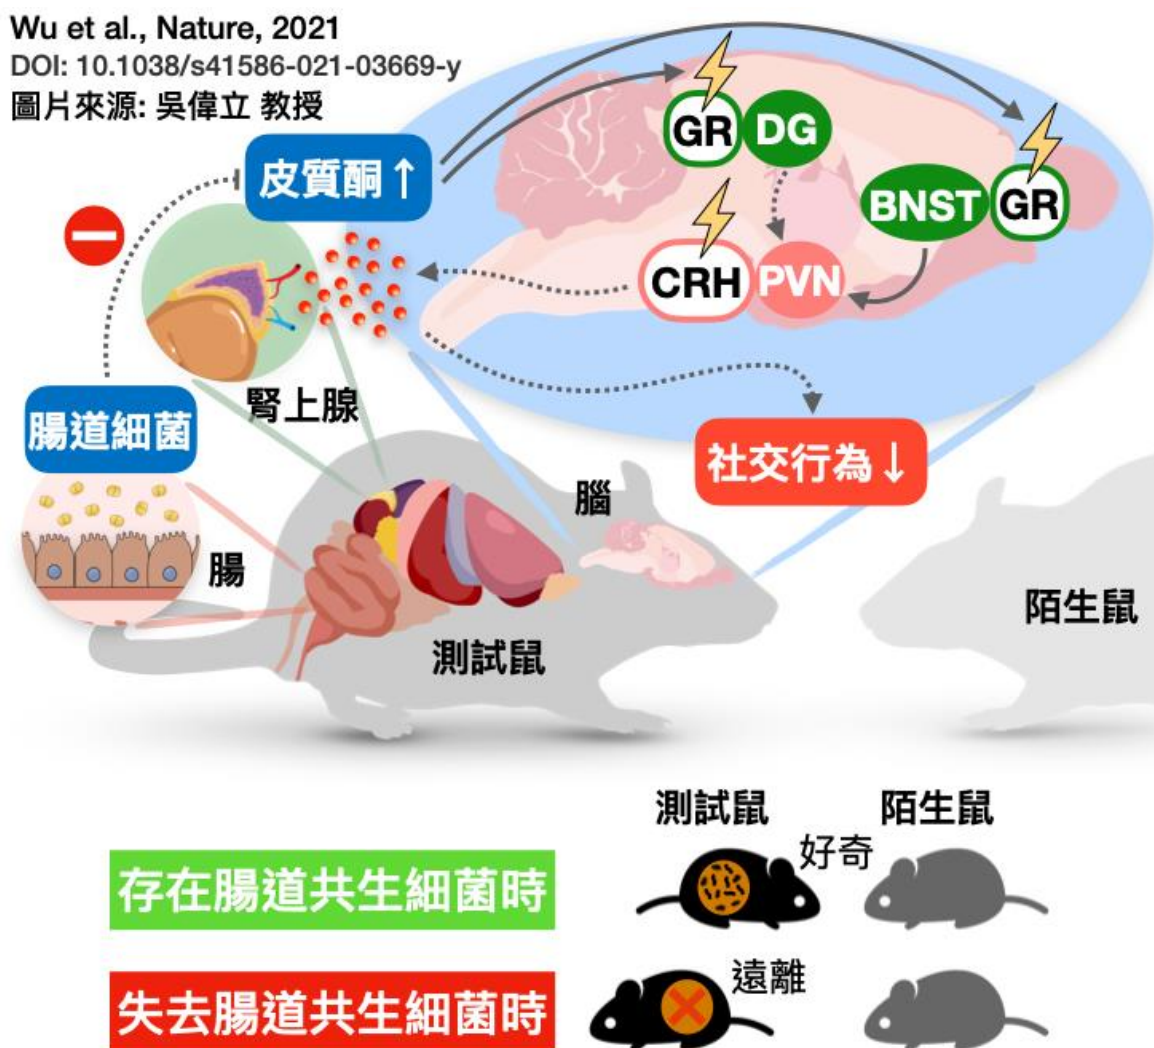 Wu et al., Nature, 2021
DOI: 10.1038/s41586-021-03669-y
圖片來源: 吳偉立 教授
皮質酮↑
GR DG
BNST GR
CRH PVN
腎上腺
腸道細菌
社交行為↓
腦
腸
陌生鼠
測試鼠
測試鼠 陌生鼠
好奇
存在腸道共生細菌時
遠離
失去腸道共生細菌時